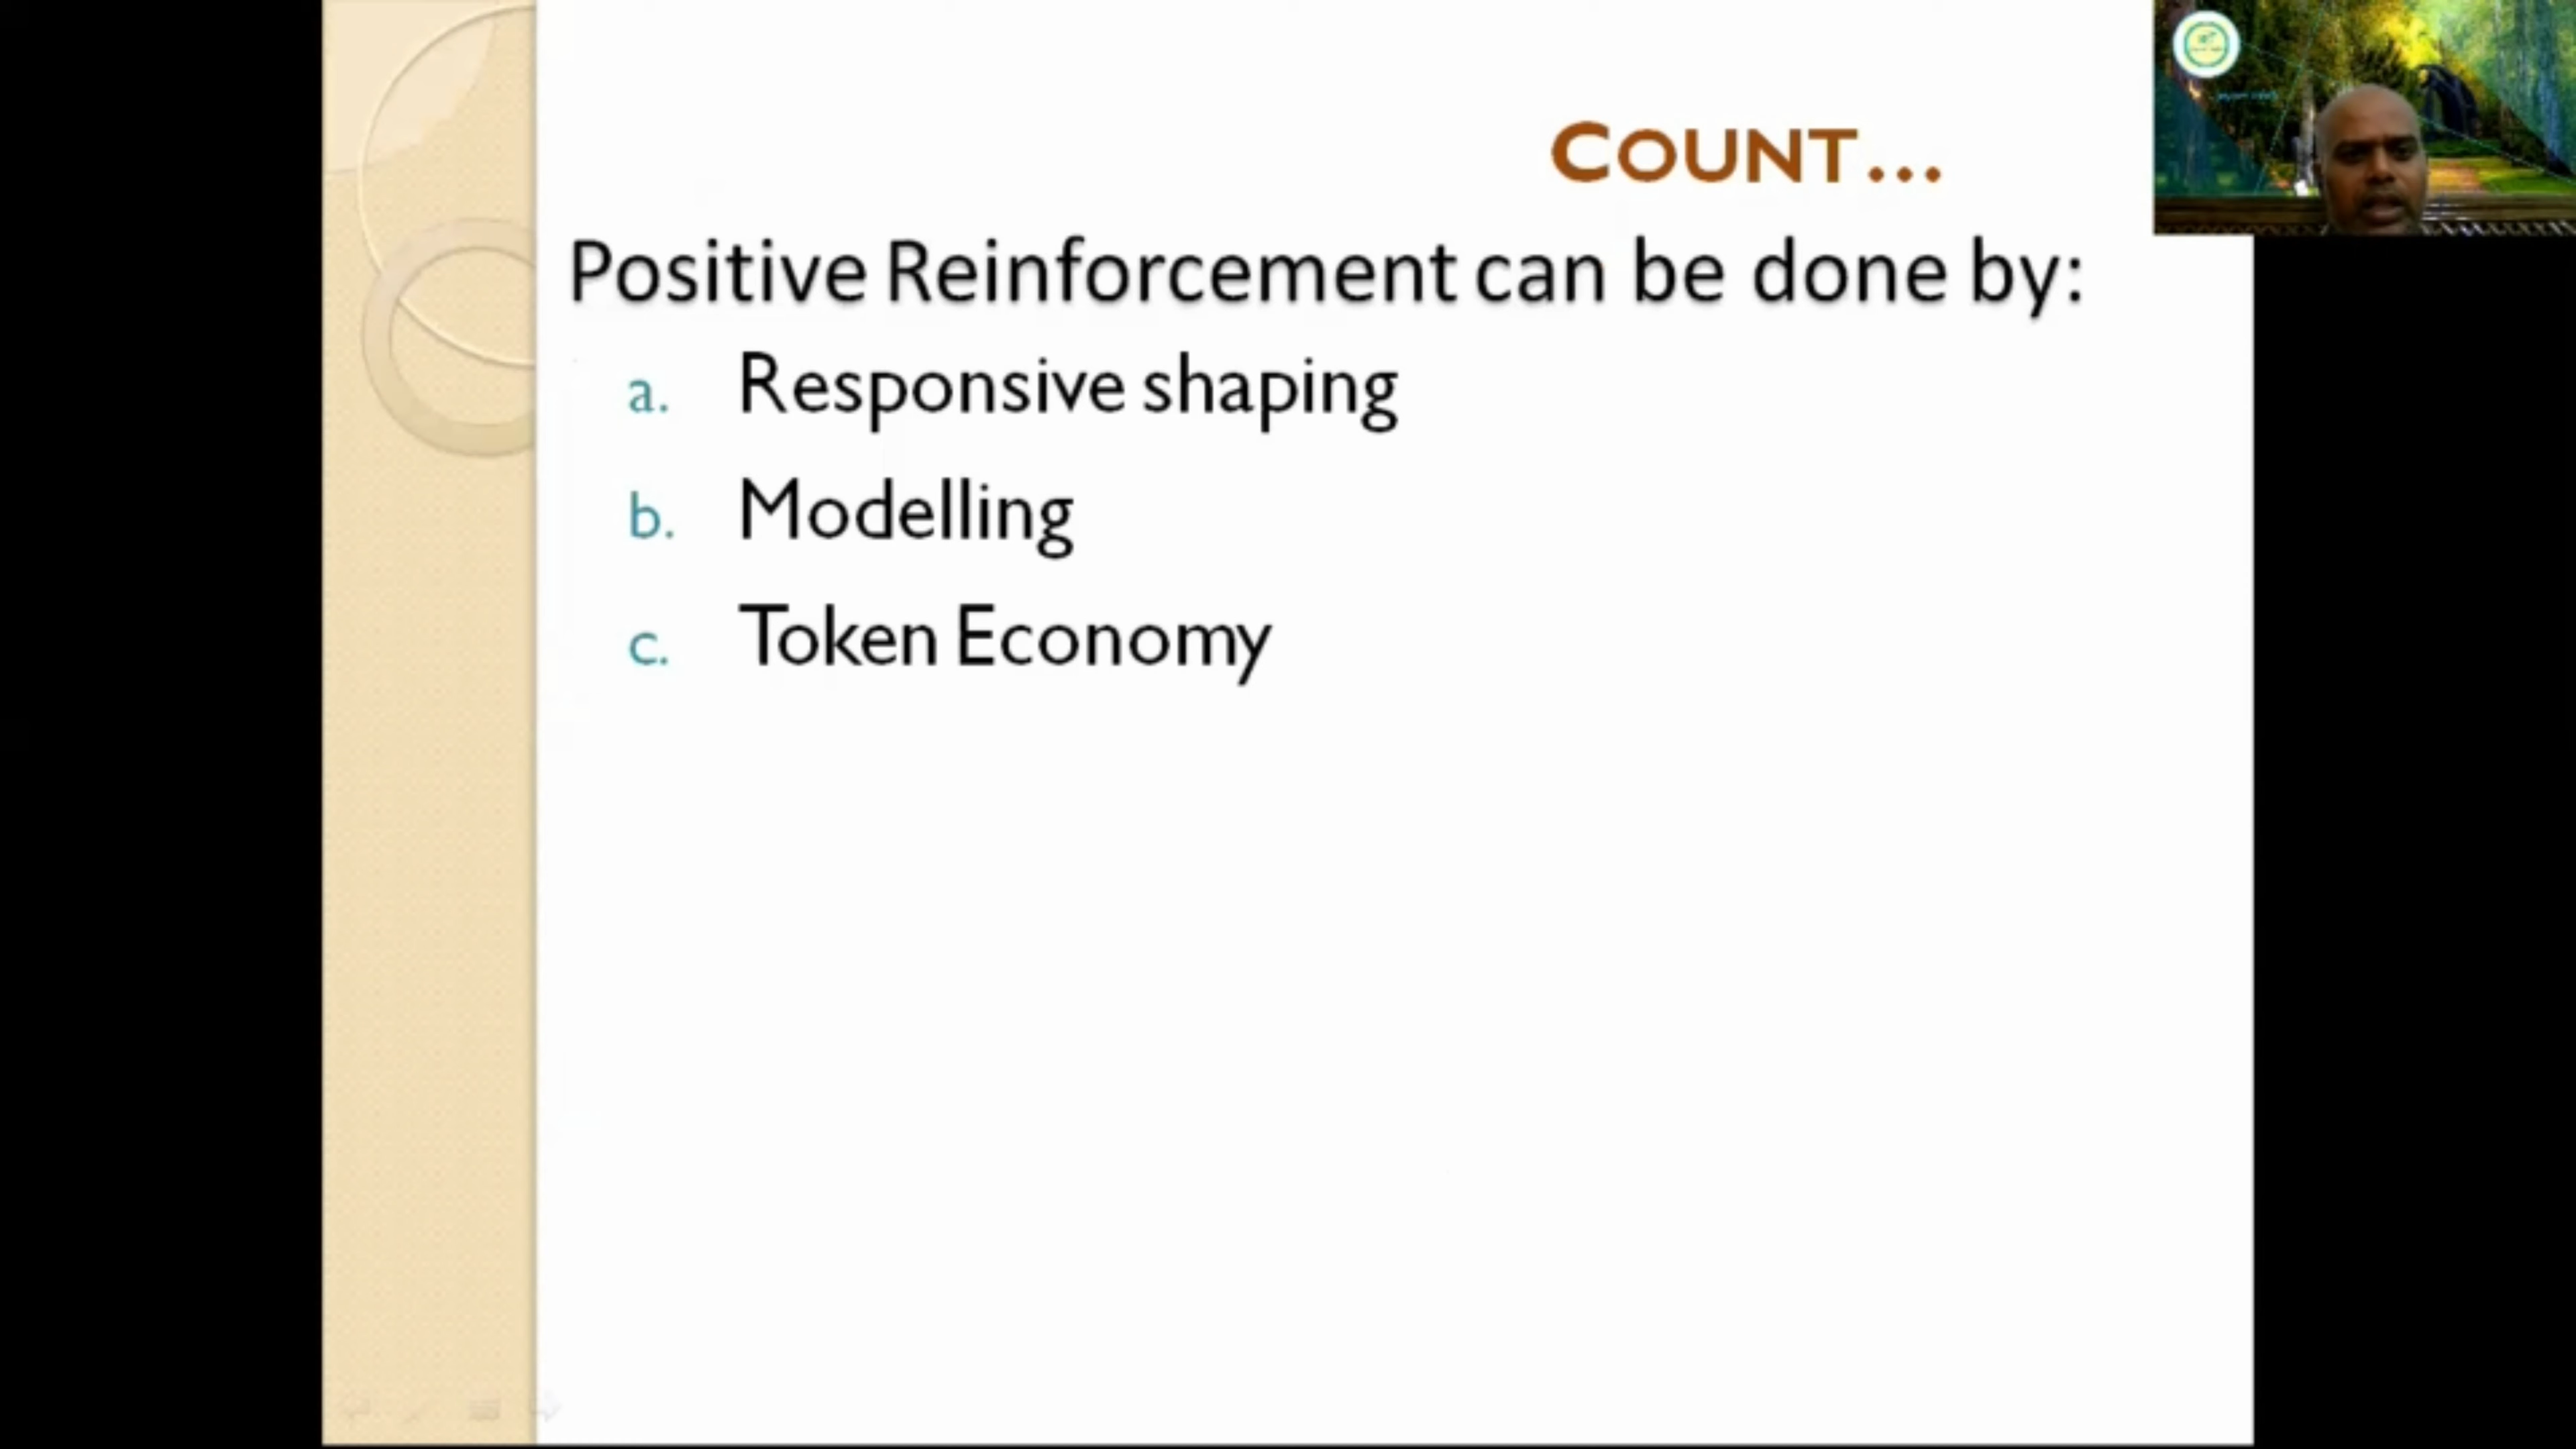 COUNT...
Positive Reinforcement can be done by:
a. Responsive shaping
b. Modelling
c. Token Economy